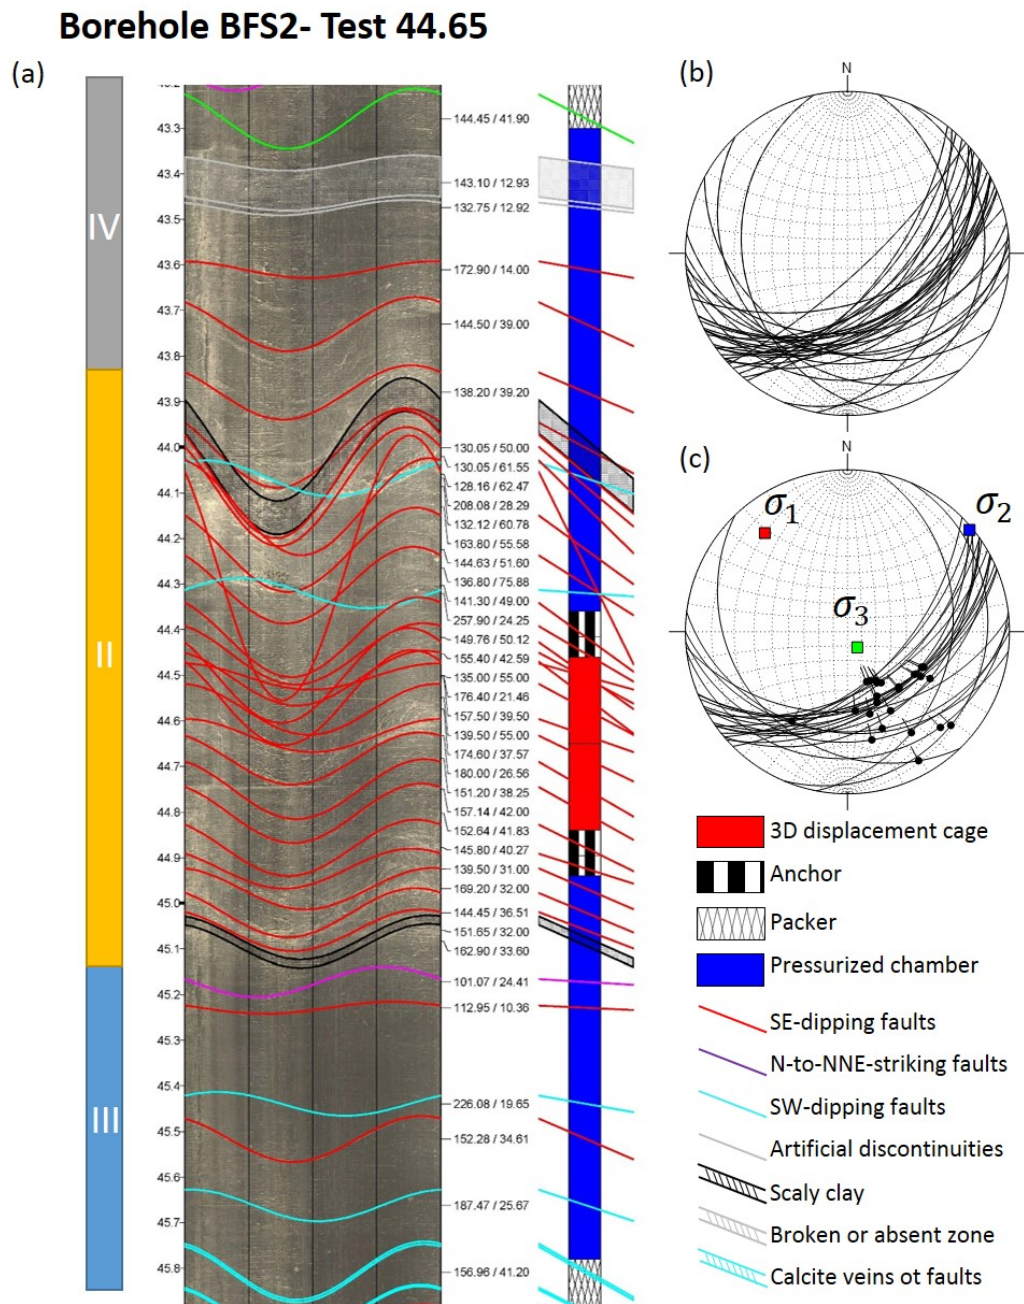 Borehole BFS2- Test 44.65
(a)
(b)
N
43.3
144.45 / 41.90
43.4
143.10 / 12.93
IV
43.5
132.75 / 12.92
43.6
172.90 / 14.00
43.7
144.50 / 39.00
43.8
138.20 / 39.20
43.9
44.0
130.05 / 50.00
130.05 / 61.55
(c)
N
44.1
128.16 / 62.47
208.08 / 28.29
σ1
σ2
44.2
132.12 / 60.78
163.80 / 55.58
144.63 / 51.60
44.3
136.80 / 75.88
141.30 / 49.00
257.90 / 24.25
σ3
44.4
149.76 / 50.12
II
155.40 / 42.59
44.5
135.00 / 55.00
176.40 / 21.46
157.50 / 39.50
44.6
139.50 / 55.00
174.60 / 37.57
44.7
180.00 / 26.56
151.20 / 38.25
44.8
157.14 / 42.00
152.64 / 41.83
3D displacement cage
44.9
145.80 / 40.27
139.50 / 31.00
Anchor
169.20 / 32.00
45.0
144.45 / 36.51
Packer
151.65 / 32.00
45.1
162.90 / 33.60
Pressurized chamber
101.07 / 24.41
45.2
112.95 / 10.36
SE-dipping faults
45.3
N-to-NNE-striking faults
45.4
226.08 / 19.65
SW-dipping faults
III
45.5
152.28 / 34.61
Artificial discontinuities
45.6
Scaly clay
187.47 / 25.67
45.7
Broken or absent zone
45.8
156.96 / 41.20
Calcite veins ot faults